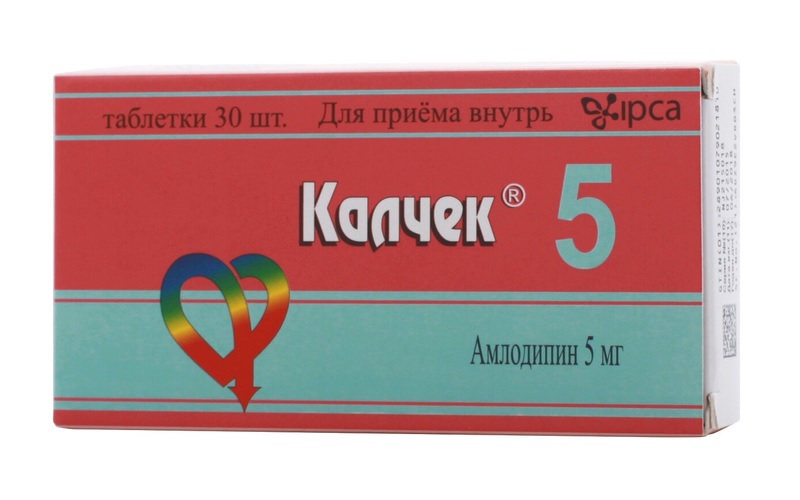 таблетки 30 шт. Для приёма внутрь ipca
Калчек® 5
Амлодипин 5 мг